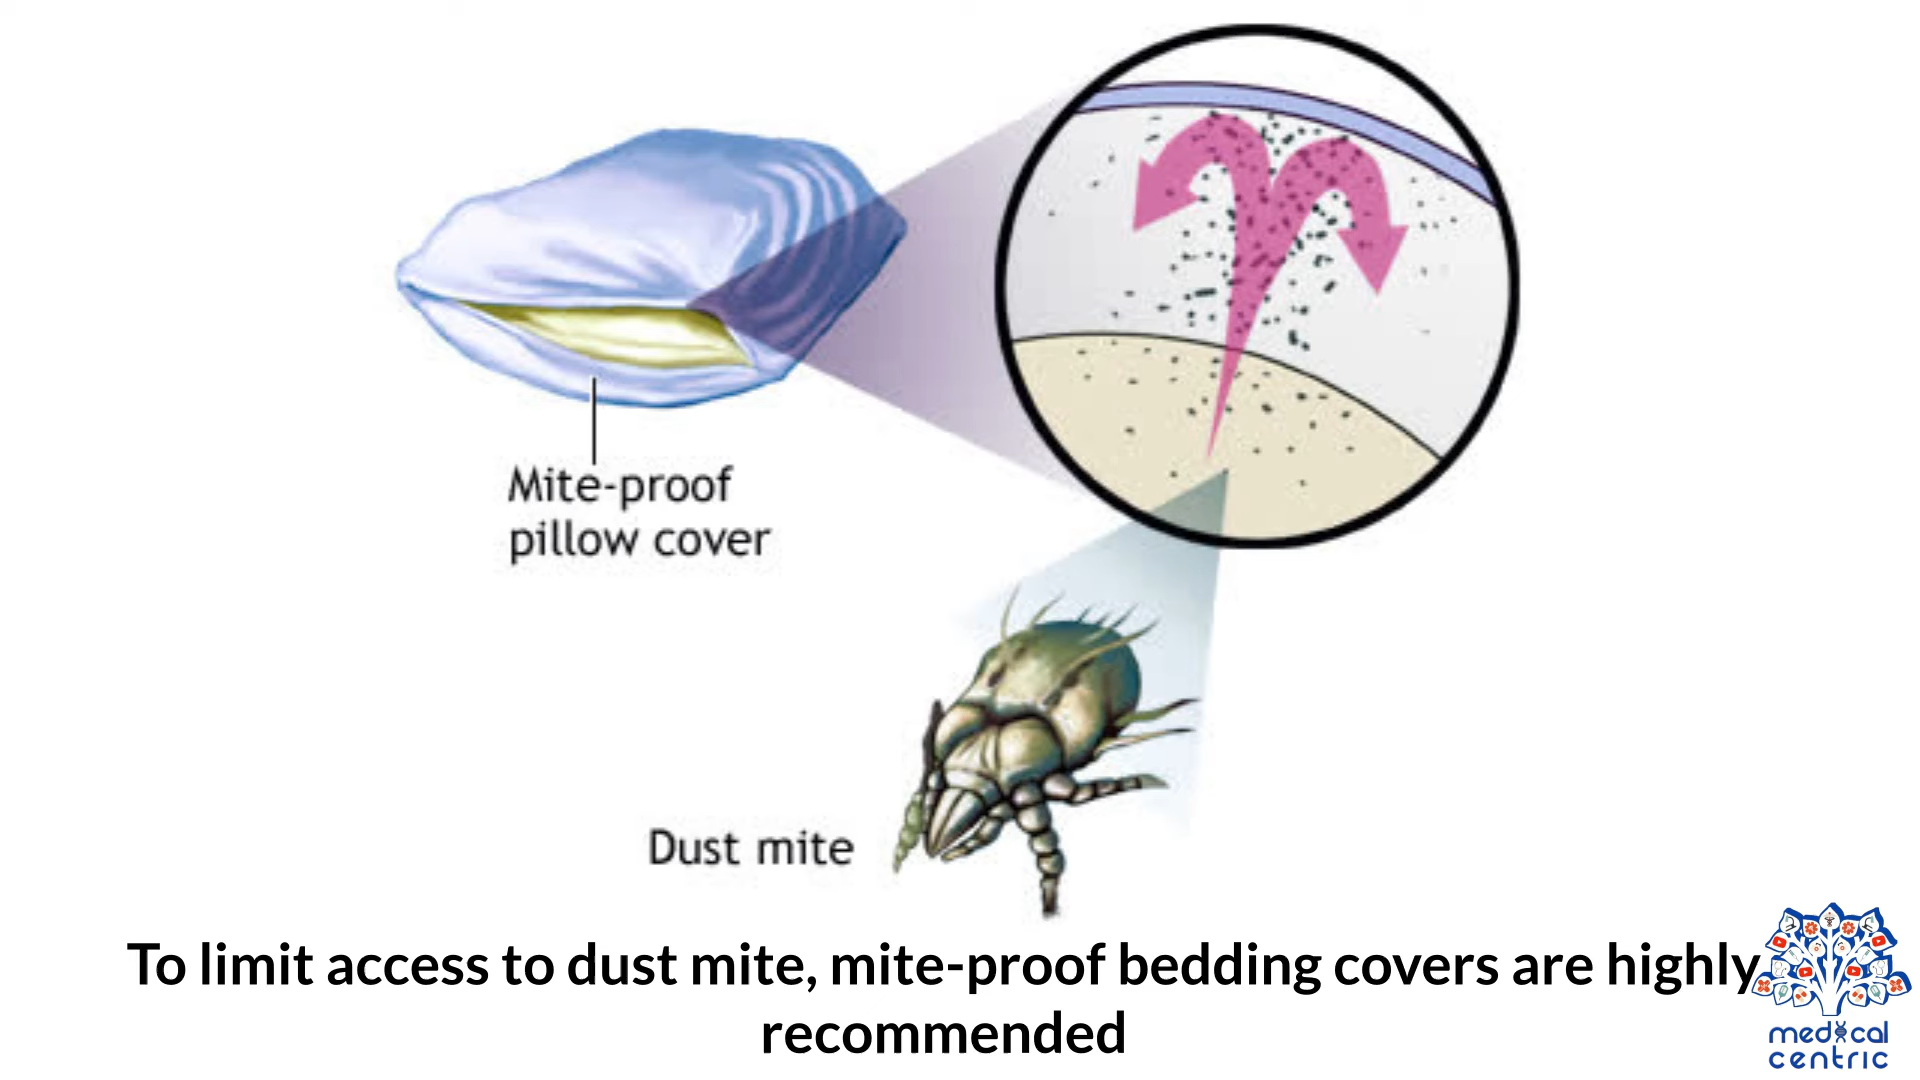 Mite-proof
pillow cover
Dust mite
To limit access to dust mite, mite-proof bedding covers are highly
recommended
medical
centric